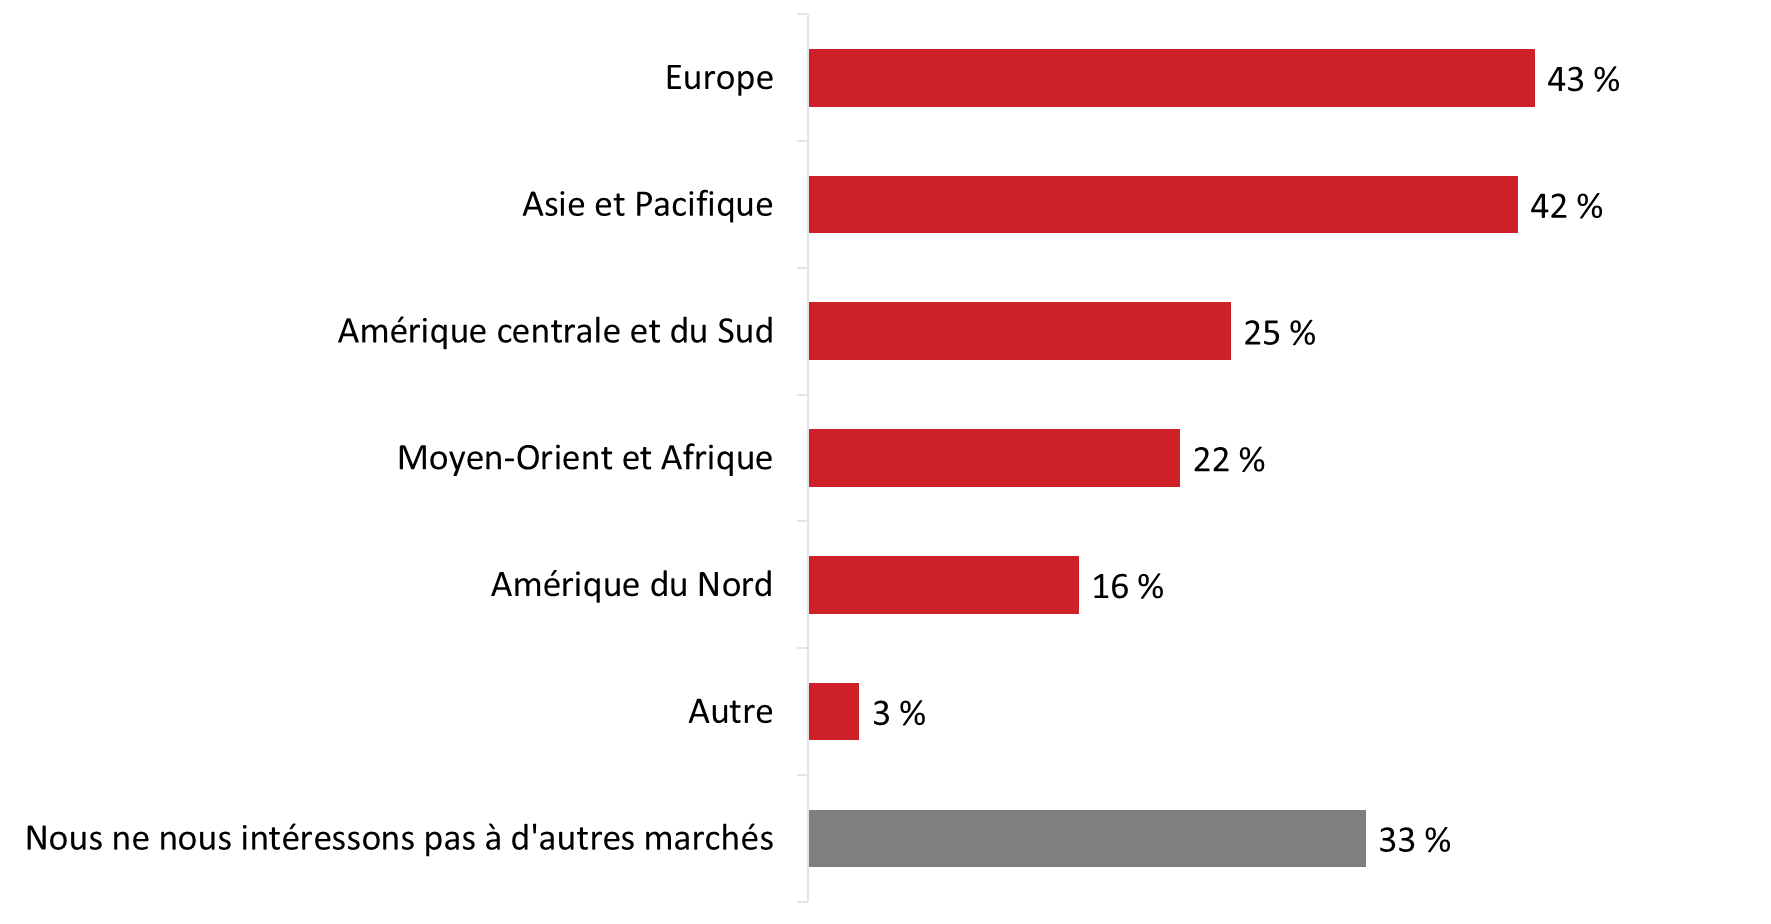 Europe 43 %
Asie et Pacifique 42 %
Amérique centrale et du Sud 25 %
Moyen-Orient et Afrique 22 %
Amérique du Nord 16 %
Autre 3 %
Nous ne nous intéressons pas à d'autres marchés 33 %